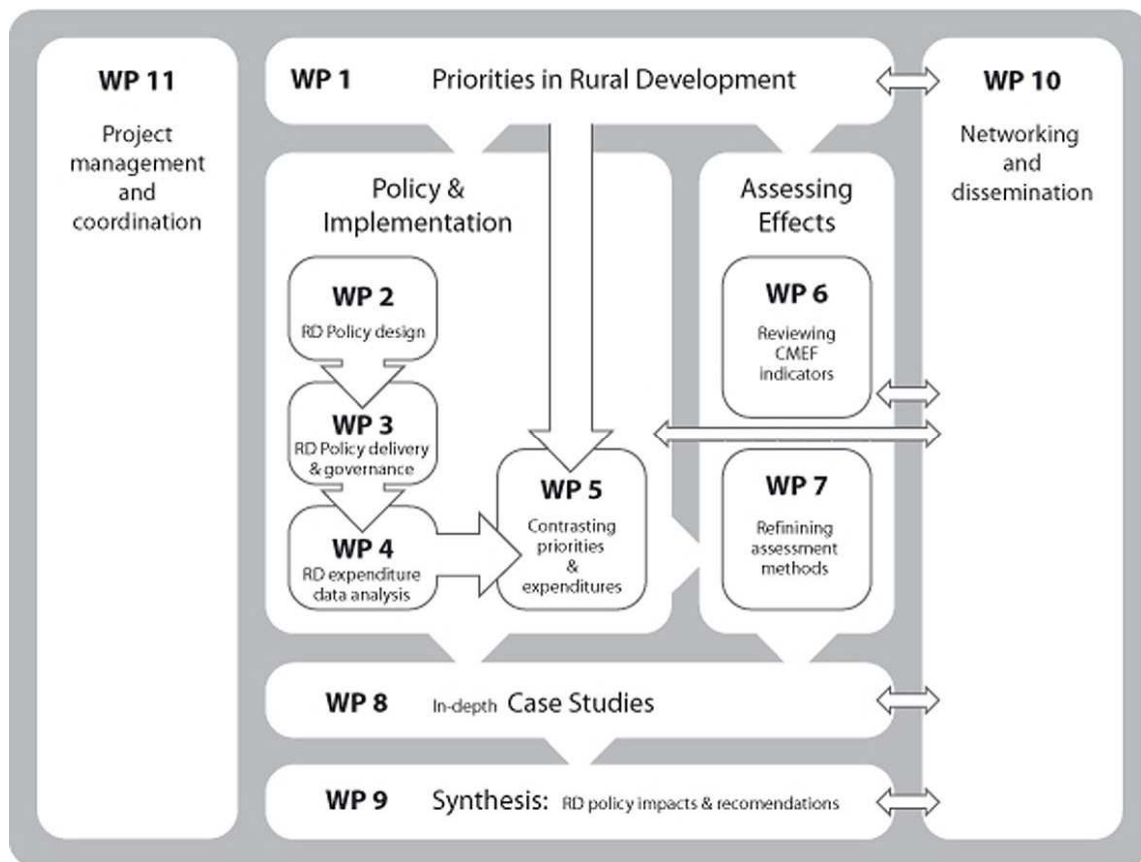 WP 11
Project
management
and
coordination
WP 1 Priorities in Rural Development
WP 10
Networking
and
dissemination
Policy &
Implementation
WP 2
RD Policy design
WP 3
RD Policy delivery
& governance
WP 4
RD expenditure
data analysis
WP 5
Contrasting
priorities
&
expenditures
Assessing
Effects
WP 6
Reviewing
CMEF
indicators
WP 7
Refinining
assessment
methods
WP 8 In-depth Case Studies
WP 9 Synthesis: RD policy impacts & recomendations